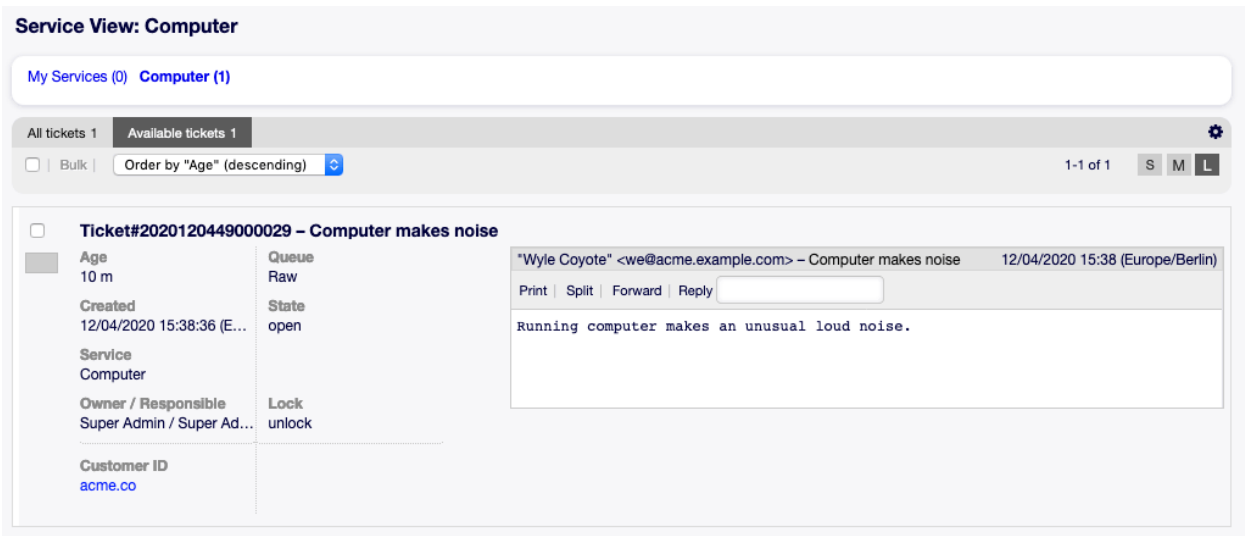 Service View: Computer
My Services (0) Computer (1)
All tickets 1 Available tickets 1
| Bulk | Order by "Age" (descending) 1-1 of 1 S M L
Ticket#2020120449000029 – Computer makes noise
Age Queue
10 m Raw
Created State
12/04/2020 15:38:36 (E... open
Service
Computer
Owner / Responsible Lock
Super Admin / Super Ad... unlock
Customer ID
acme.co
"Wyle Coyote" <we@acme.example.com> – Computer makes noise 12/04/2020 15:38 (Europe/Berlin)
Print | Split | Forward | Reply
Running computer makes an unusual loud noise.